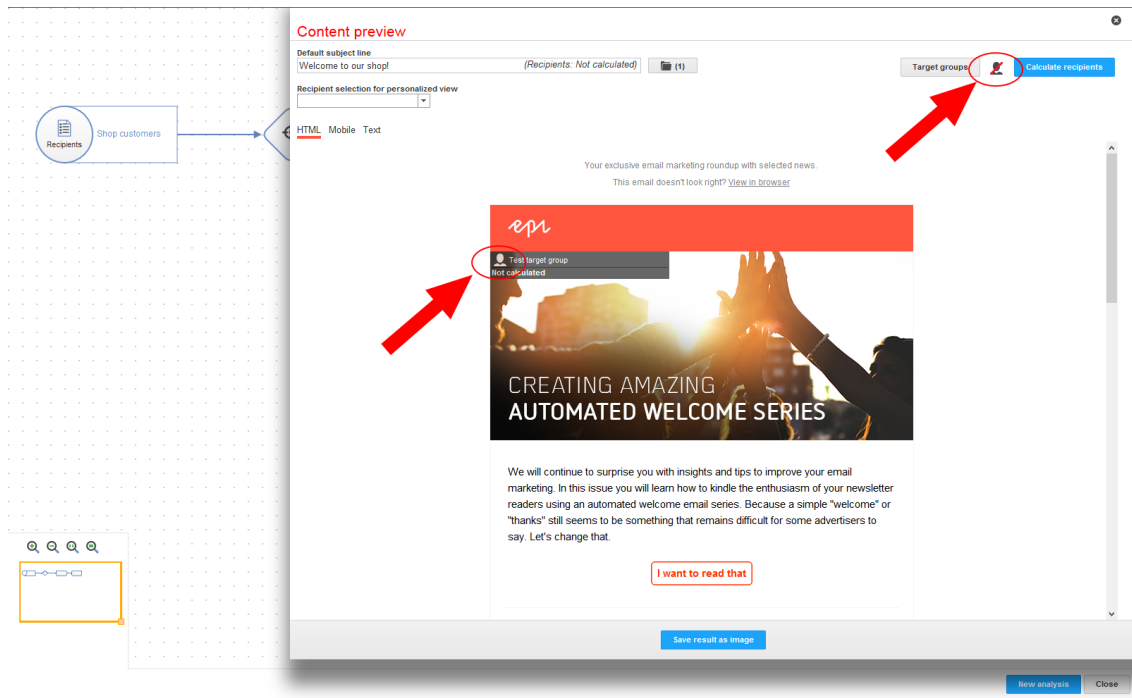 Content preview
Default subject line
Welcome to our shop! (Recipients: Not calculated) (1)
Target groups Calculate recipients
Recipient selection for personalized view
HTML Mobile Text
Recipients Shop customers
Your exclusive email marketing roundup with selected news.
This email doesn't look right? View in browser
epi
Test target group
Not calculated
CREATING AMAZING
AUTOMATED WELCOME SERIES
We will continue to surprise you with insights and tips to improve your email
marketing. In this issue you will learn how to kindle the enthusiasm of your newsletter
readers using an automated welcome email series. Because a simple "welcome" or
"thanks" still seems to be something that remains difficult for some advertisers to
say. Let's change that.
I want to read that
Save result as image
New analysis Close